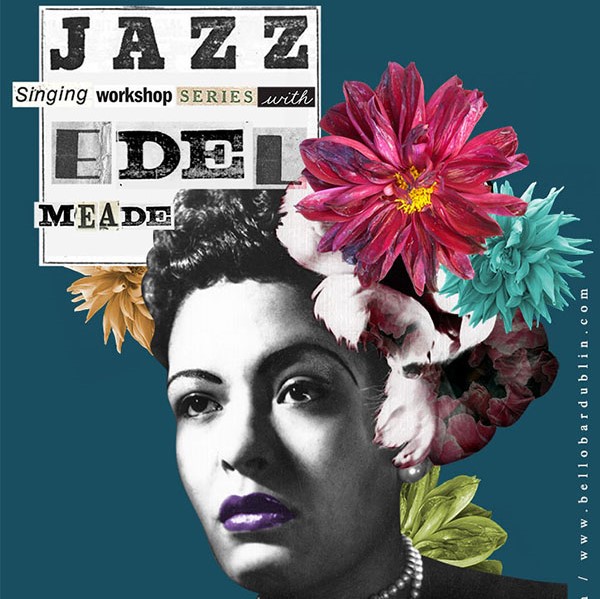 JAZZ
Singing workshop SERIES with
EDEL
MEADE
/ www.bellobardublin.com